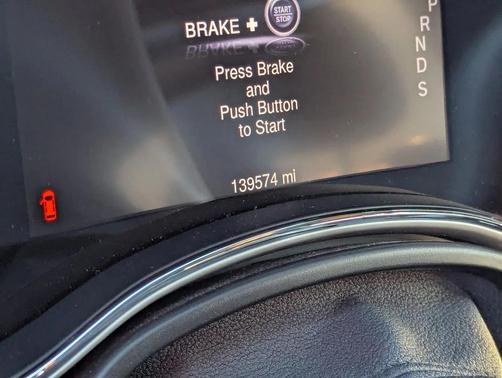 START
STOP
BRAKE +
P
R
N
D
S
Press Brake
and
Push Button
to Start
139574 mi